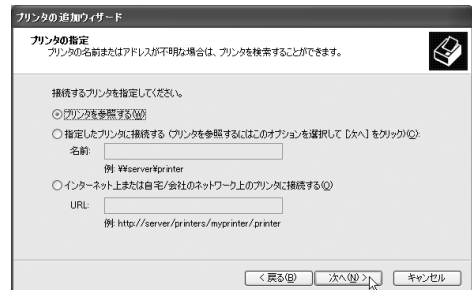 プリンタの追加ウィザード
プリンタの指定
プリンタの名前またはアドレスが不明な場合は、プリンタを検索することができます。
接続するプリンタを指定してください。
プリンタを参照する(W)
指定したプリンタに接続する (プリンタを参照するにはこのオプションを選択して [次へ] をクリック)(C):
名前:
例: ¥¥server¥printer
インターネット上または自宅/会社のネットワーク上のプリンタに接続する(O)
URL:
例: http://server/printers/myprinter/.printer
< 戻る(B) 次へ(N) > キャンセル